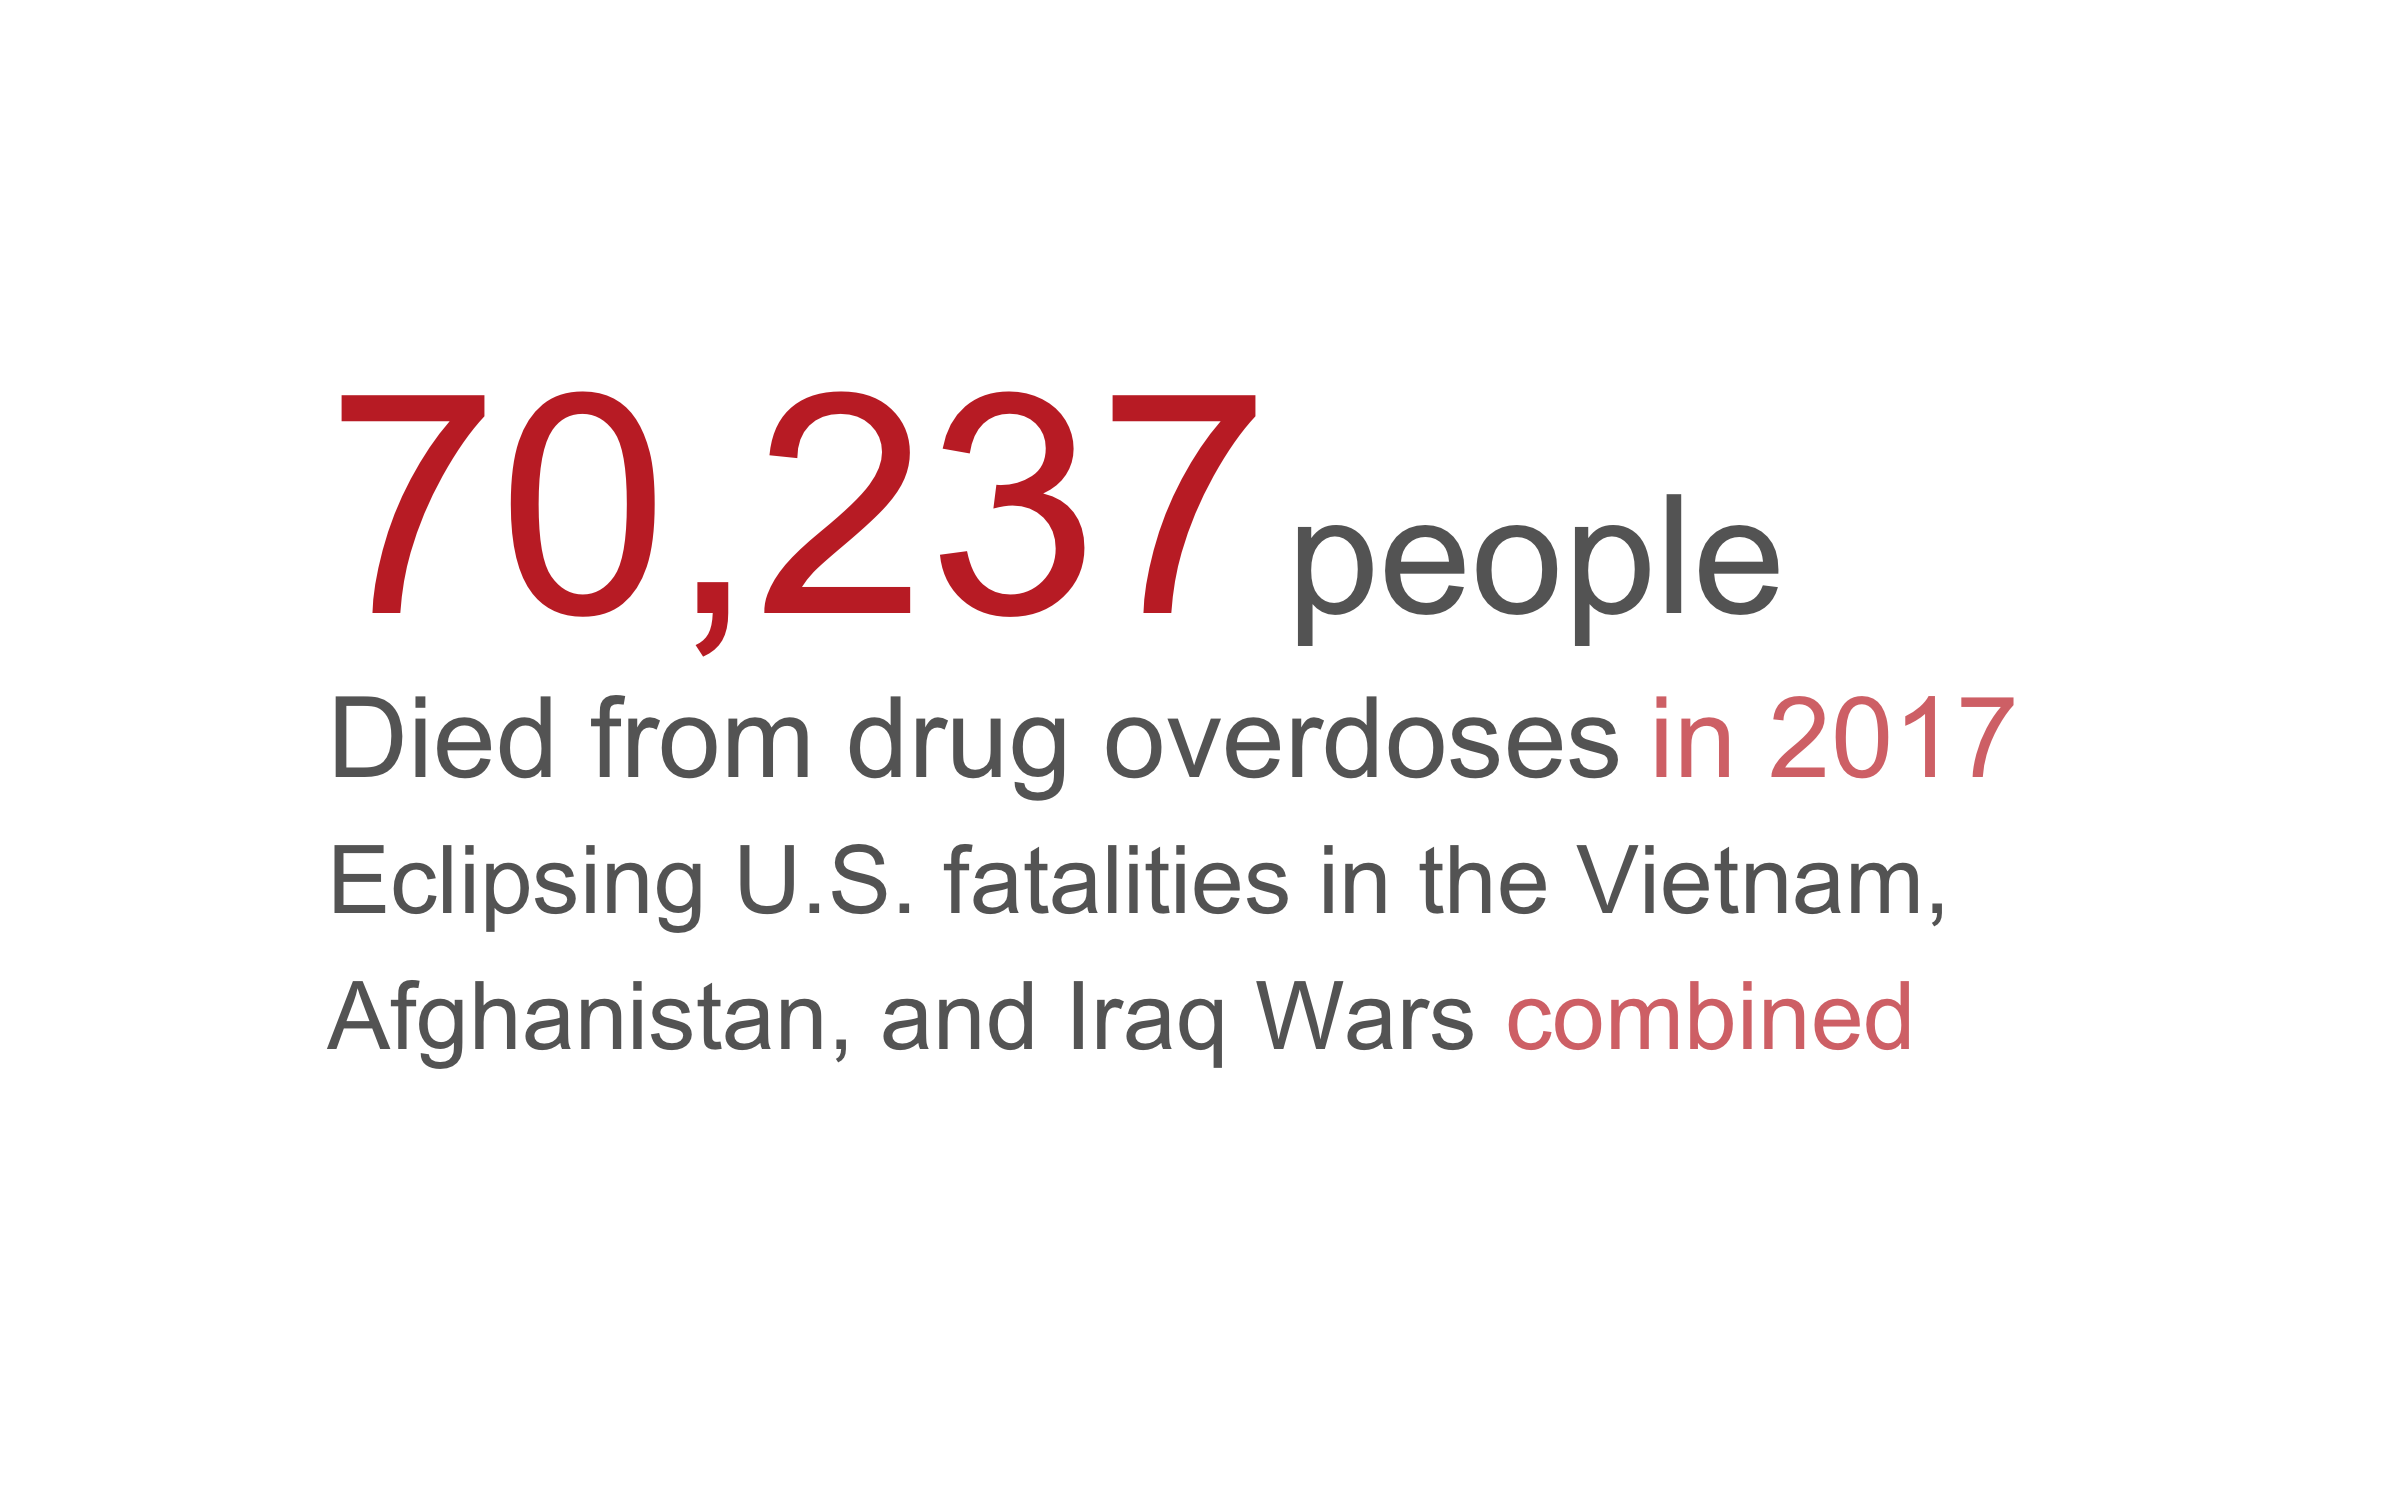 70,237 people
Died from drug overdoses in 2017
Eclipsing U.S. fatalities in the Vietnam,
Afghanistan, and Iraq Wars combined